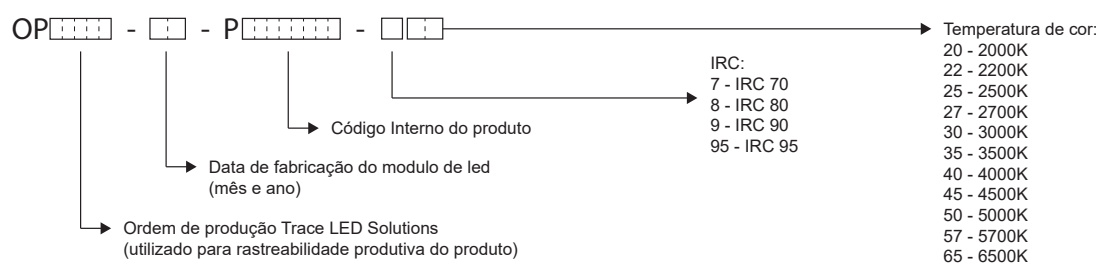 OP - - P -
Temperatura de cor:
20 - 2000K
22 - 2200K
25 - 2500K
27 - 2700K
30 - 3000K
35 - 3500K
40 - 4000K
45 - 4500K
50 - 5000K
57 - 5700K
65 - 6500K
IRC:
7 - IRC 70
8 - IRC 80
9 - IRC 90
95 - IRC 95
Código Interno do produto
Data de fabricação do modulo de led
(mês e ano)
Ordem de produção Trace LED Solutions
(utilizado para rastreabilidade produtiva do produto)